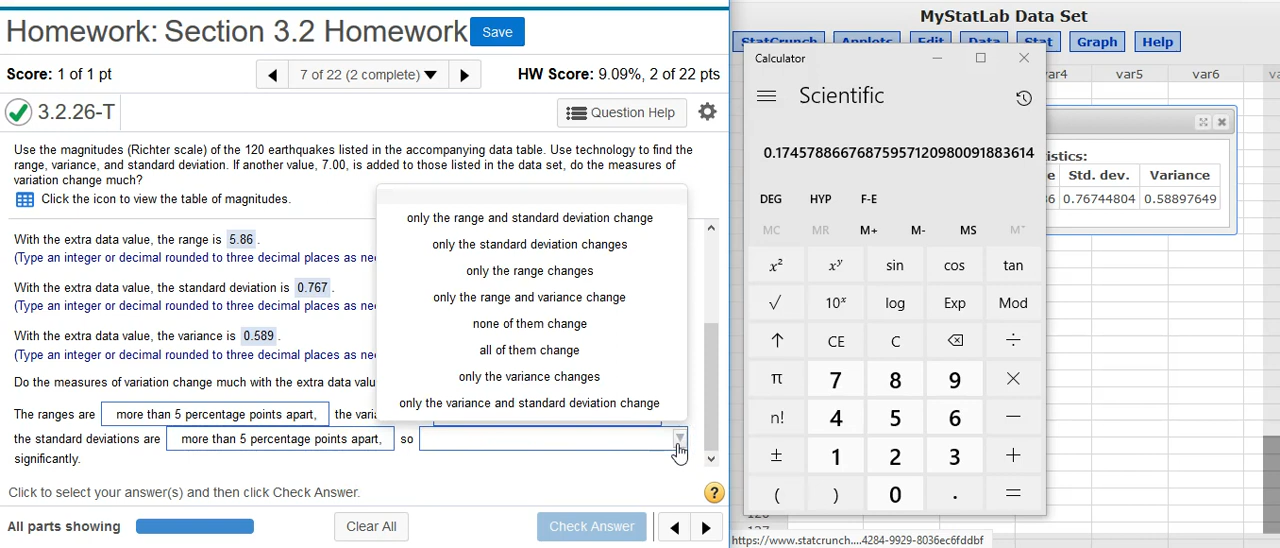 Homework: Section 3.2 Homework
Save
Score: 1 of 1 pt
7 of 22 (2 complete)
HW Score: 9.09%, 2 of 22 pts
3.2.26-T
Question Help
Use the magnitudes (Richter scale) of the 120 earthquakes listed in the accompanying data table. Use technology to find the
range, variance, and standard deviation. If another value, 7.00, is added to those listed in the data set, do the measures of
variation change much?
Click the icon to view the table of magnitudes.
With the extra data value, the range is 5.86.
(Type an integer or decimal rounded to three decimal places as
With the extra data value, the standard deviation is 0.767.
(Type an integer or decimal rounded to three decimal places as
With the extra data value, the variance is 0.589.
(Type an integer or decimal rounded to three decimal places as
Do the measures of variation change much with the extra data
The ranges are more than 5 percentage points apart, the
the standard deviations are more than 5 percentage points apart, so
significantly.
only the range and standard deviation change
only the standard deviation changes
only the range changes
only the range and variance change
none of them change
all of them change
only the variance changes
only the variance and standard deviation change
Click to select your answer(s) and then click Check Answer.
?
All parts showing
Clear All
Check Answer
MyStatLab Data Set
StatCrunch Applets Edit Data Stat Graph Help
var4 var5 var6
Std. dev. Variance
0.76744804 0.58897649
Calculator
Scientific
0.17457886676875957120980091883614
DEG HYP F-E
MC MR M+ M- MS M˅
x² xʸ sin cos tan
√ 10ˣ log Exp Mod
↑ CE C ⌫ ÷
π 7 8 9 ×
n! 4 5 6 −
± 1 2 3 +
( ) 0 . =
https://www.statcrunch....4284-9929-8036ec6fddbf